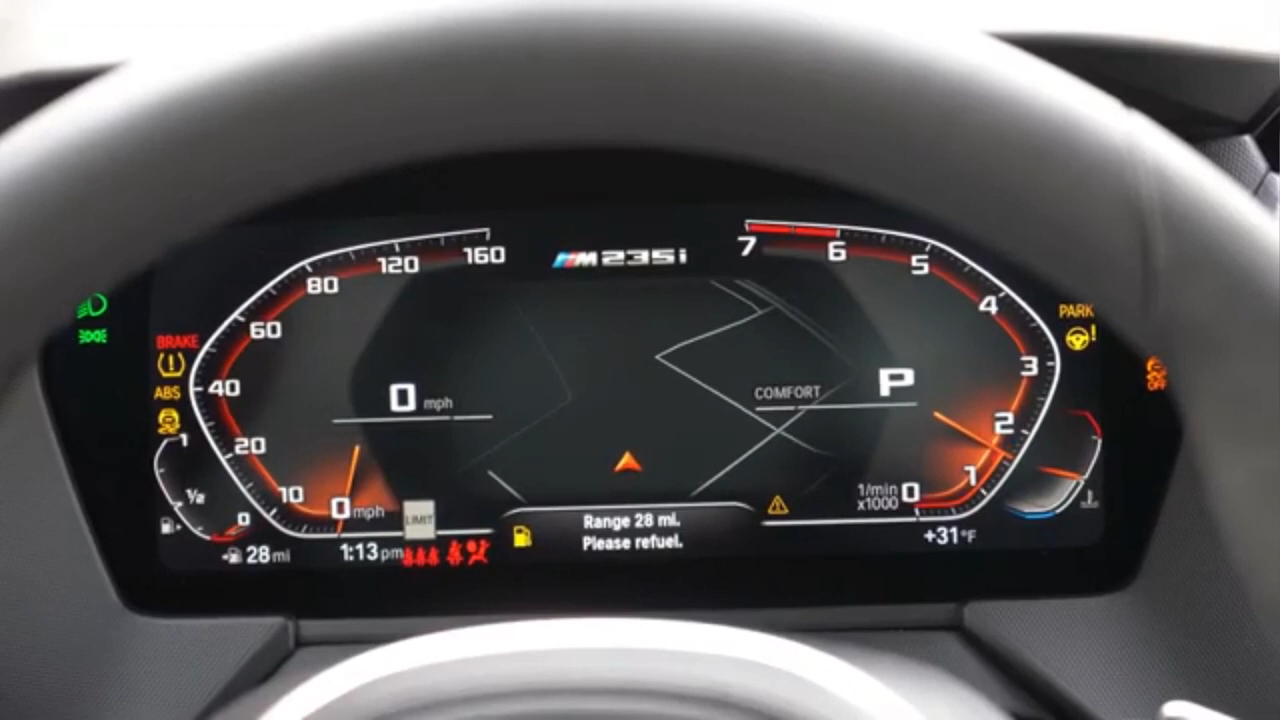 M235i
160
120
80
60
40
20
10
0 mph
7
6
5
4
3
2
1
0
1/min
x1000
BRAKE
ABS
PARK
OFF
0 mph
COMFORT
P
1
1/2
0
LIMIT
Range 28 mi.
Please refuel.
28 mi
1:13 pm
+31°F